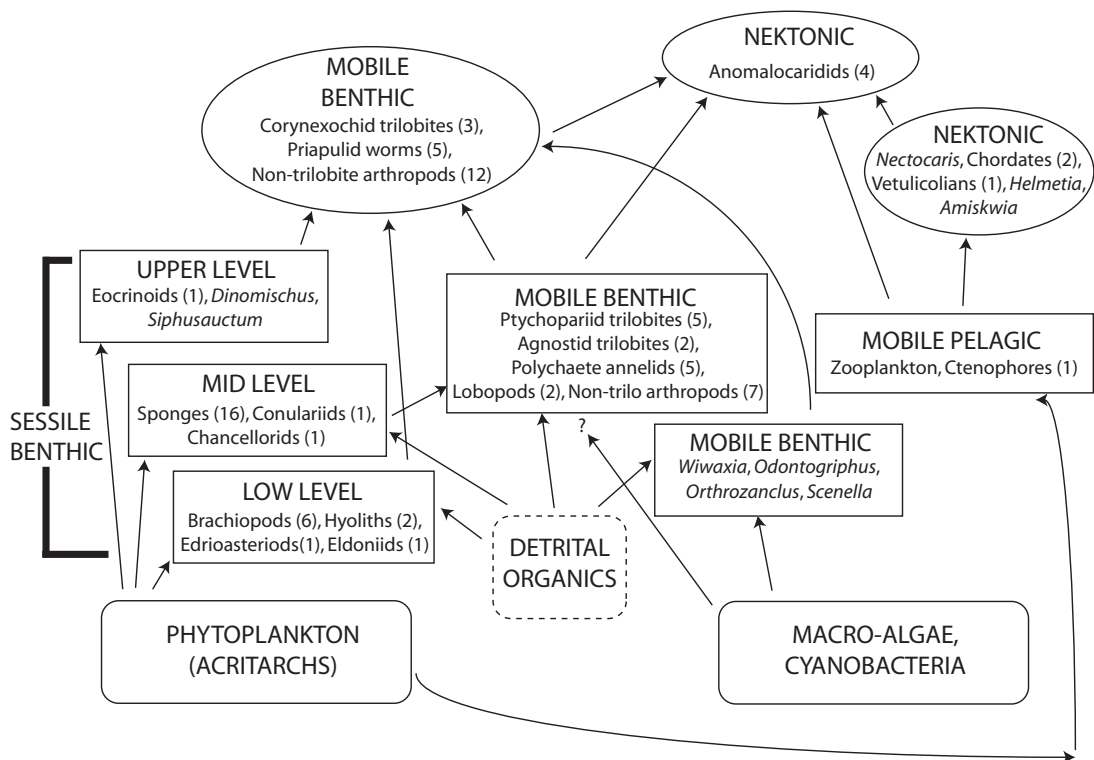 NEKTONIC
Anomalocaridids (4)
MOBILE
BENTHIC
Corynexochid trilobites (3),
Priapulid worms (5),
Non-trilobite arthropods (12)
NEKTONIC
Nectocaris, Chordates (2),
Vetulicolians (1), Helmetia,
Amiskwia
UPPER LEVEL
Eocrinoids (1), Dinomischus,
Siphusauctum
MOBILE BENTHIC
Ptychopariid trilobites (5),
Agnostid trilobites (2),
Polychaete annelids (5),
Lobopods (2), Non-trilo arthropods (7)
MOBILE PELAGIC
Zooplankton, Ctenophores (1)
SESSILE
BENTHIC
MID LEVEL
Sponges (16), Conulariids (1),
Chancellorids (1)
?
MOBILE BENTHIC
Wiwaxia, Odontogriphus,
Orthrozanclus, Scenella
LOW LEVEL
Brachiopods (6), Hyoliths (2),
Edrioasteriods(1), Eldoniids (1)
DETRITAL
ORGANICS
PHYTOPLANKTON
(ACRITARCHS)
MACRO-ALGAE,
CYANOBACTERIA